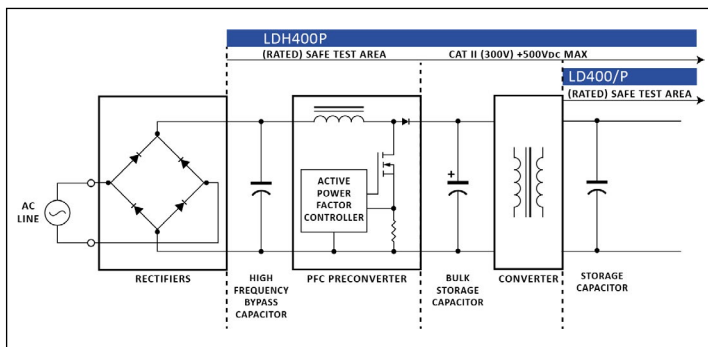 LDH400P
(RATED) SAFE TEST AREA
CAT II (300V) +500VDC MAX
LD400/P
(RATED) SAFE TEST AREA
AC
LINE
ACTIVE
POWER
FACTOR
CONTROLLER
+
RECTIFIERS
HIGH
FREQUENCY
BYPASS
CAPACITOR
PFC PRECONVERTER
BULK
STORAGE
CAPACITOR
CONVERTER
STORAGE
CAPACITOR